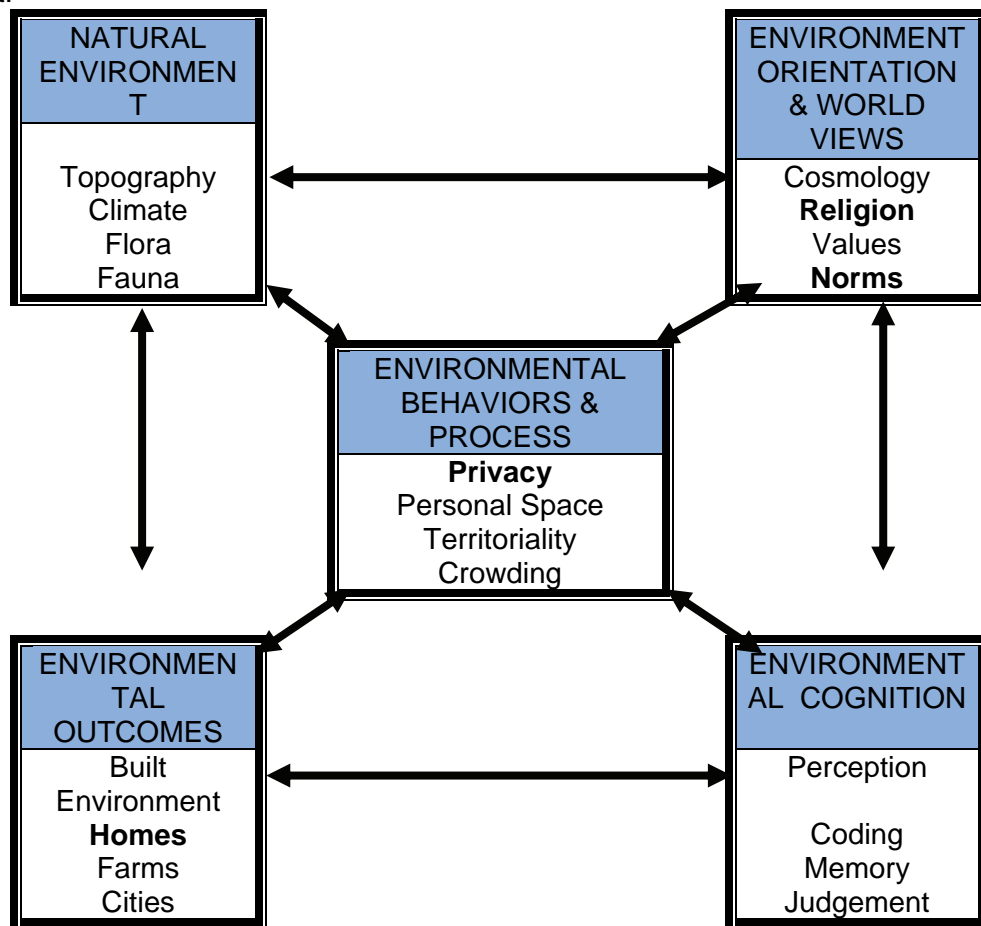 NATURAL
ENVIRONMEN
T
Topography
Climate
Flora
Fauna
ENVIRONMENT
ORIENTATION
& WORLD
VIEWS
Cosmology
Religion
Values
Norms
ENVIRONMENTAL
BEHAVIORS &
PROCESS
Privacy
Personal Space
Territoriality
Crowding
ENVIRONMEN
TAL
OUTCOMES
Built
Environment
Homes
Farms
Cities
ENVIRONMENT
AL COGNITION
Perception
Coding
Memory
Judgement